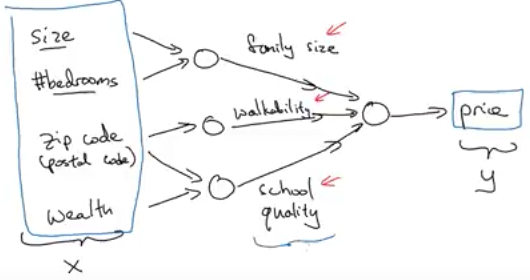 size
#bedrooms
zip code
(postal code)
wealth
x
family size
walkability
school
quality
price
y